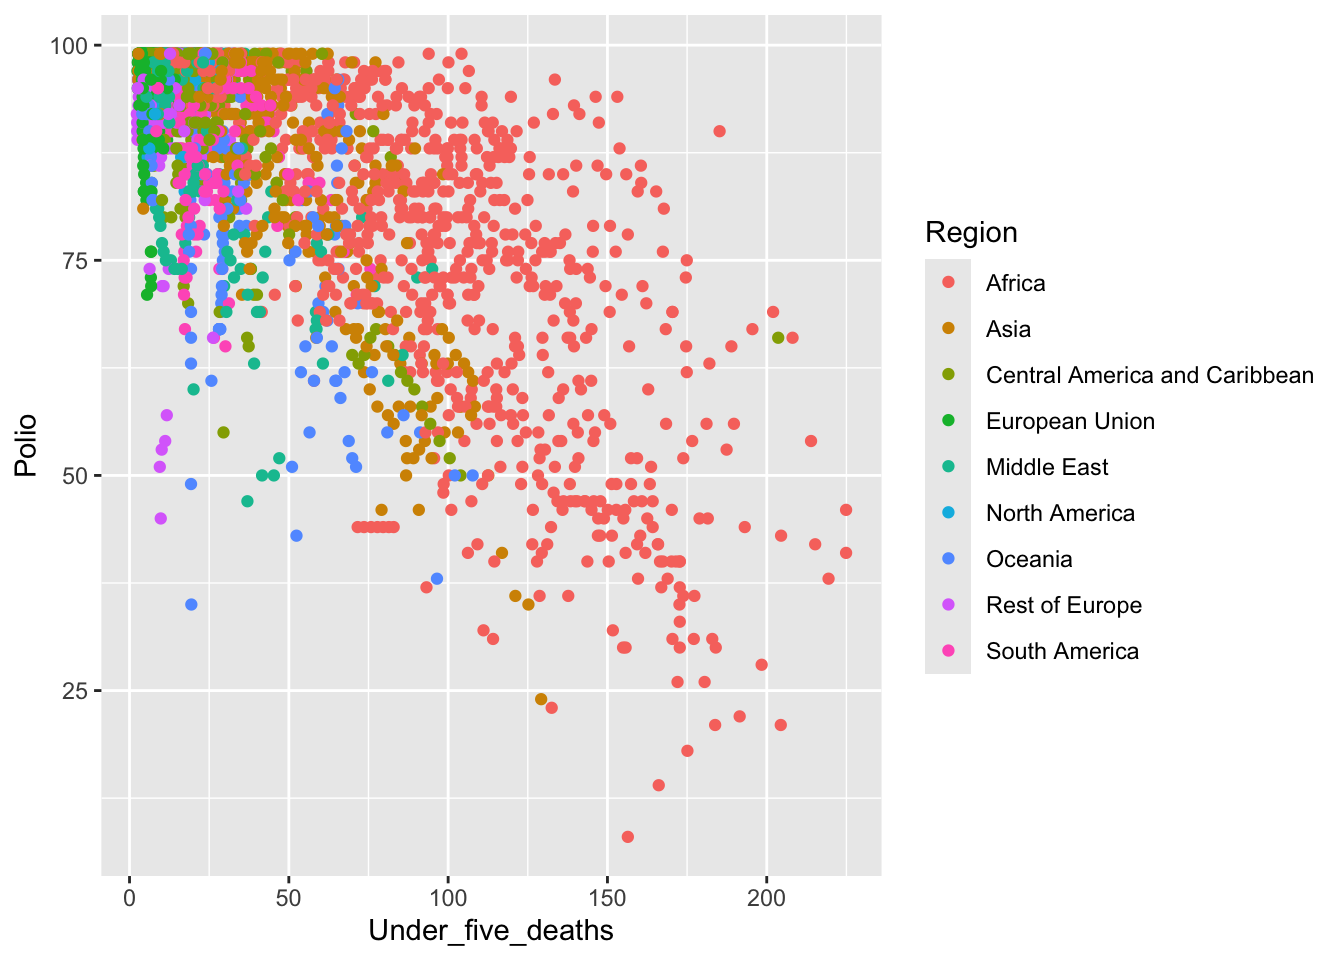 100
75
50
25
Polio
0 50 100 150 200
Under_five_deaths
Region
Africa
Asia
Central America and Caribbean
European Union
Middle East
North America
Oceania
Rest of Europe
South America